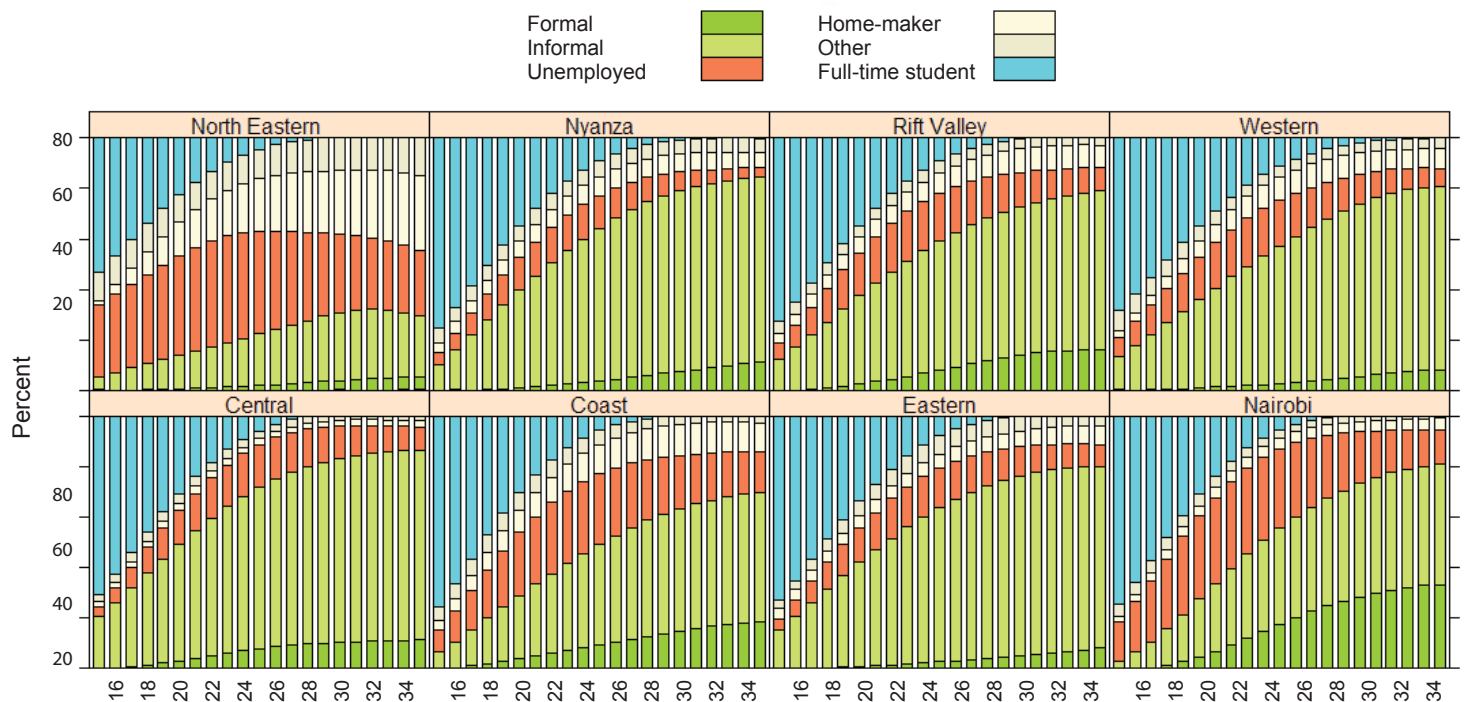 Formal
Informal
Unemployed
Home-maker
Other
Full-time student
North Eastern
Nyanza
Rift Valley
Western
80
60
40
20
Percent
Central
Coast
Eastern
Nairobi
80
60
40
20
16 18 20 22 24 26 28 30 32 34
16 18 20 22 24 26 28 30 32 34
16 18 20 22 24 26 28 30 32 34
16 18 20 22 24 26 28 30 32 34